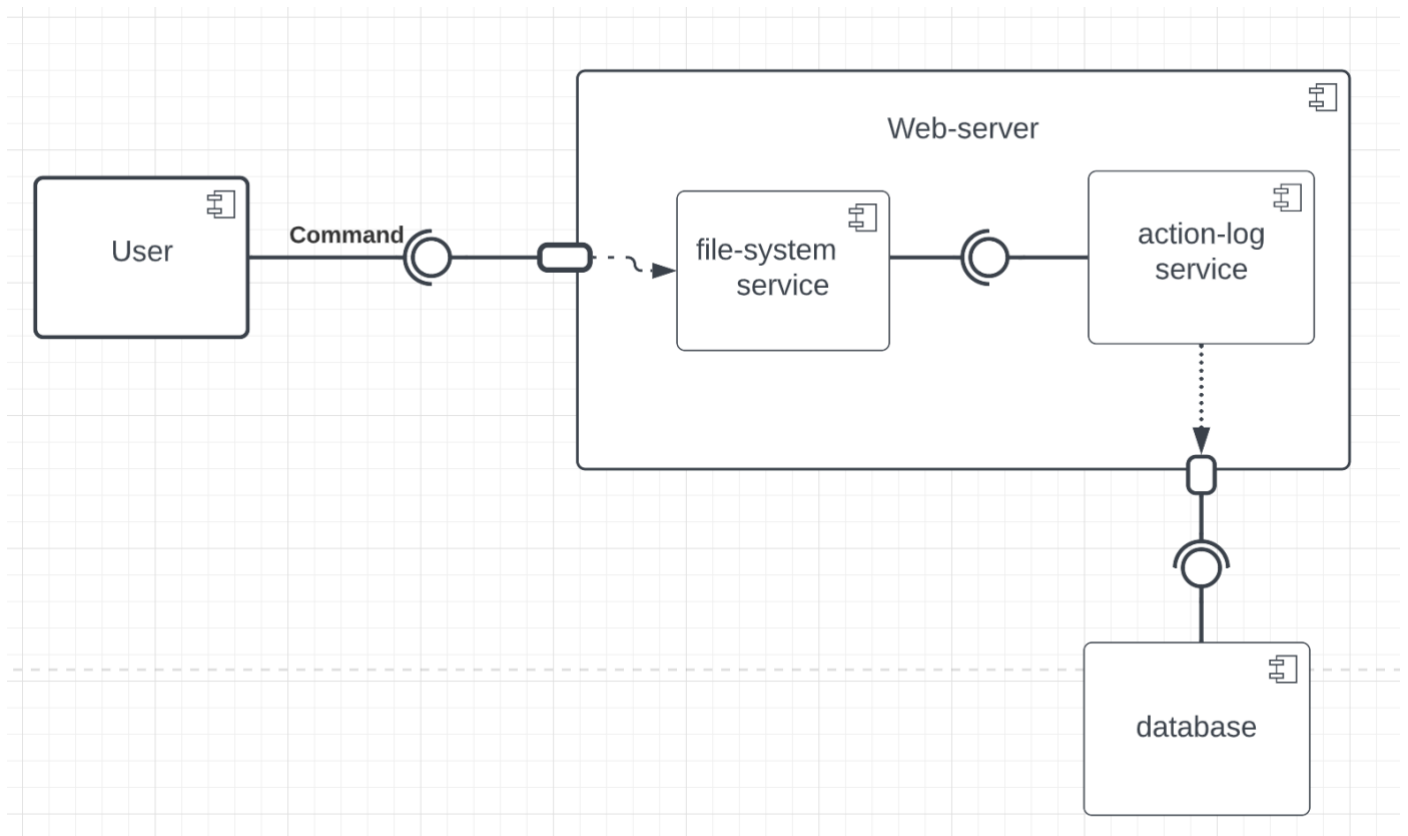 Web-server
User
Command
file-system
service
action-log
service
database